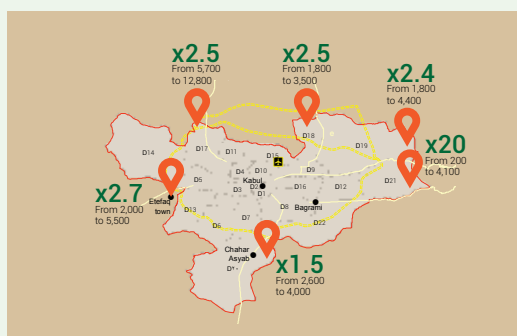 x2.5
From 5,700
to 12,800
x2.5
From 1,800
to 3,500
x2.4
From 1,800
to 4,400
x20
From 200
to 4,100
x2.7
From 2,000
to 5,500
x1.5
From 2,600
to 4,000
D14
D17
D11
D15
D18
D19
D5
D4
D10
D9
Kabul
D3
D2
D1
D16
D12
D21
Etefaq
town
D13
D8
Bagrami
D6
D7
D22
Chahar
Asyab